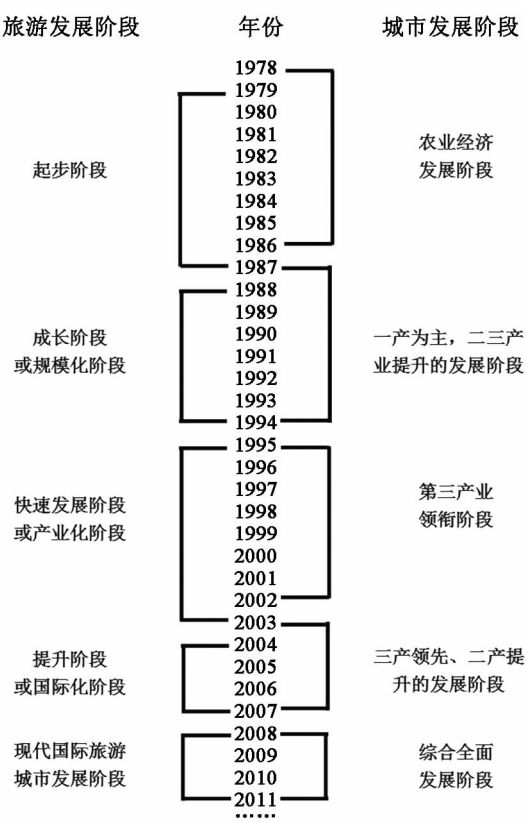 旅游发展阶段 年份 城市发展阶段
1978
1979
1980
1981
农业经济
1982
起步阶段
发展阶段
1983
1984
1985
1986
1987
1988
1989
成长阶段 1990 一产为主，二三产
或规模化阶段 1991 业提升的发展阶段
1992
1993
1994
1995
1996
1997 第三产业
快速发展阶段 1998 领衔阶段
或产业化阶段 1999
2000
2001
2002
2003
2004
提升阶段 2005 三产领先、二产提
或国际化阶段 2006 升的发展阶段
2007
2008
现代国际旅游 2009 综合全面
城市发展阶段 2010 发展阶段
2011
……